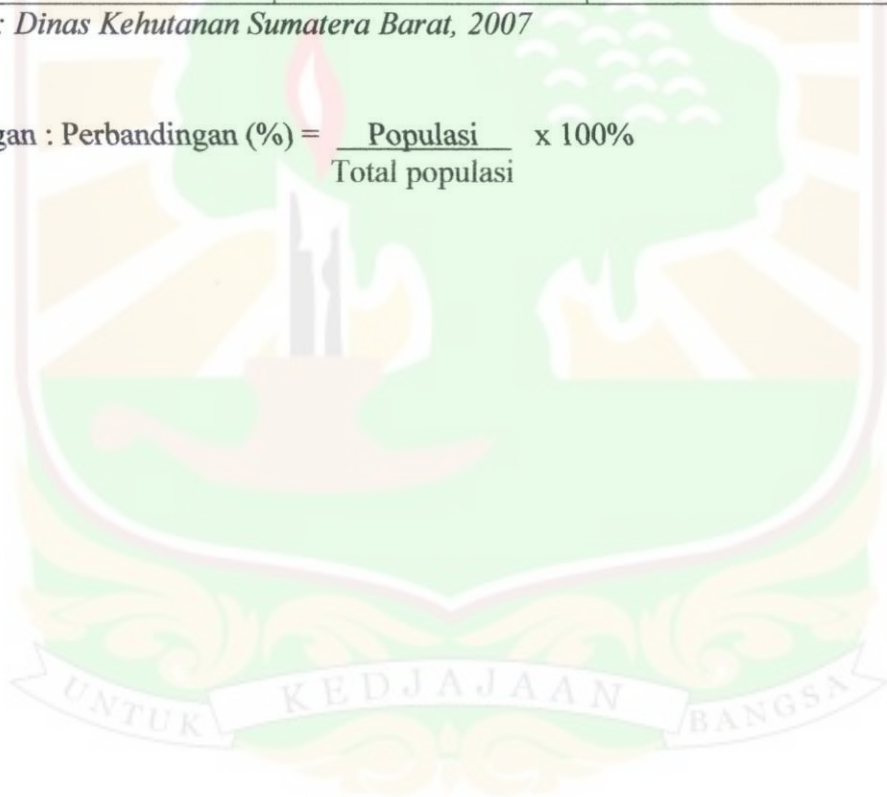 : Dinas Kehutanan Sumatera Barat, 2007
gan : Perbandingan (%) = Populasi x 100%
Total populasi
UNTUK KEDJAJAAN BANGSA